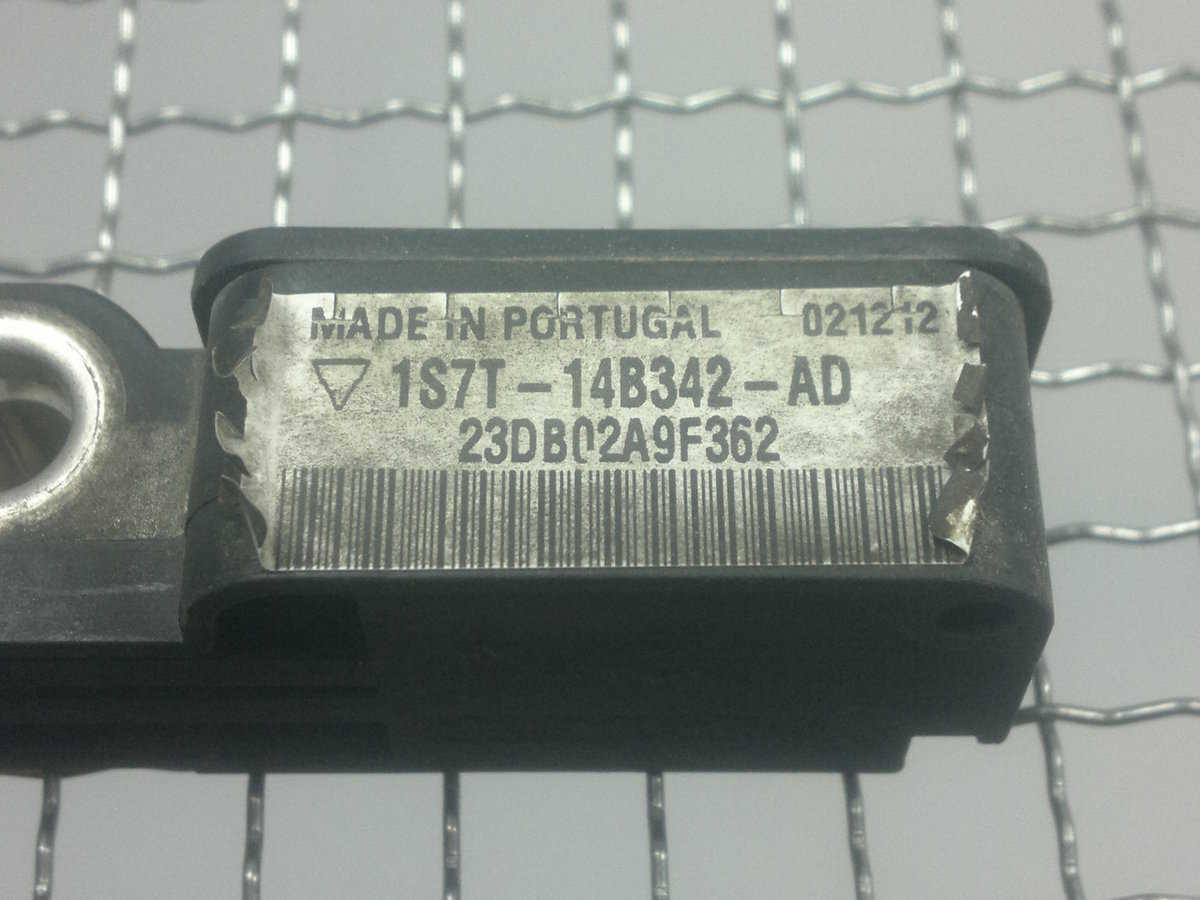 MADE IN PORTUGAL 021212
1S7T-14B342-AD
23DB02A9F362